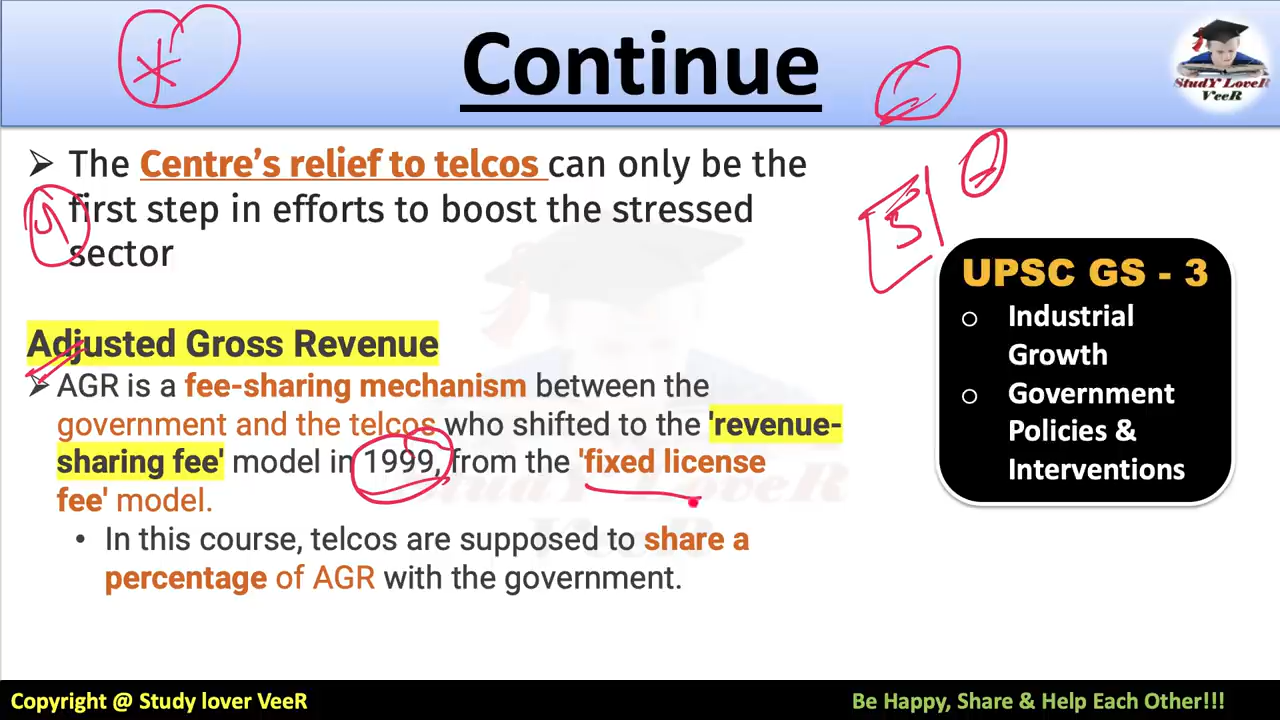 Continue
StudY LoveR
VeeR
➤ The Centre’s relief to telcos can only be the
first step in efforts to boost the stressed
sector
UPSC GS - 3
○ Industrial
Growth
○ Government
Policies &
Interventions
Adjusted Gross Revenue
➤ AGR is a fee-sharing mechanism between the
government and the telcos who shifted to the 'revenue-
sharing fee' model in 1999, from the 'fixed license
fee' model.
• In this course, telcos are supposed to share a
percentage of AGR with the government.
StudY LoveR
VeeR
Copyright @ Study lover VeeR
Be Happy, Share & Help Each Other!!!